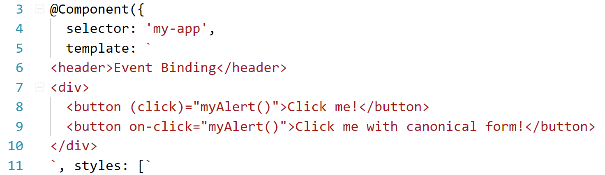 3 @Component({
4   selector: 'my-app',
5   template: `
6 <header>Event Binding</header>
7 <div>
8   <button (click)="myAlert()">Click me!</button>
9   <button on-click="myAlert()">Click me with canonical form!</button>
10 </div>
11 `, styles: [`